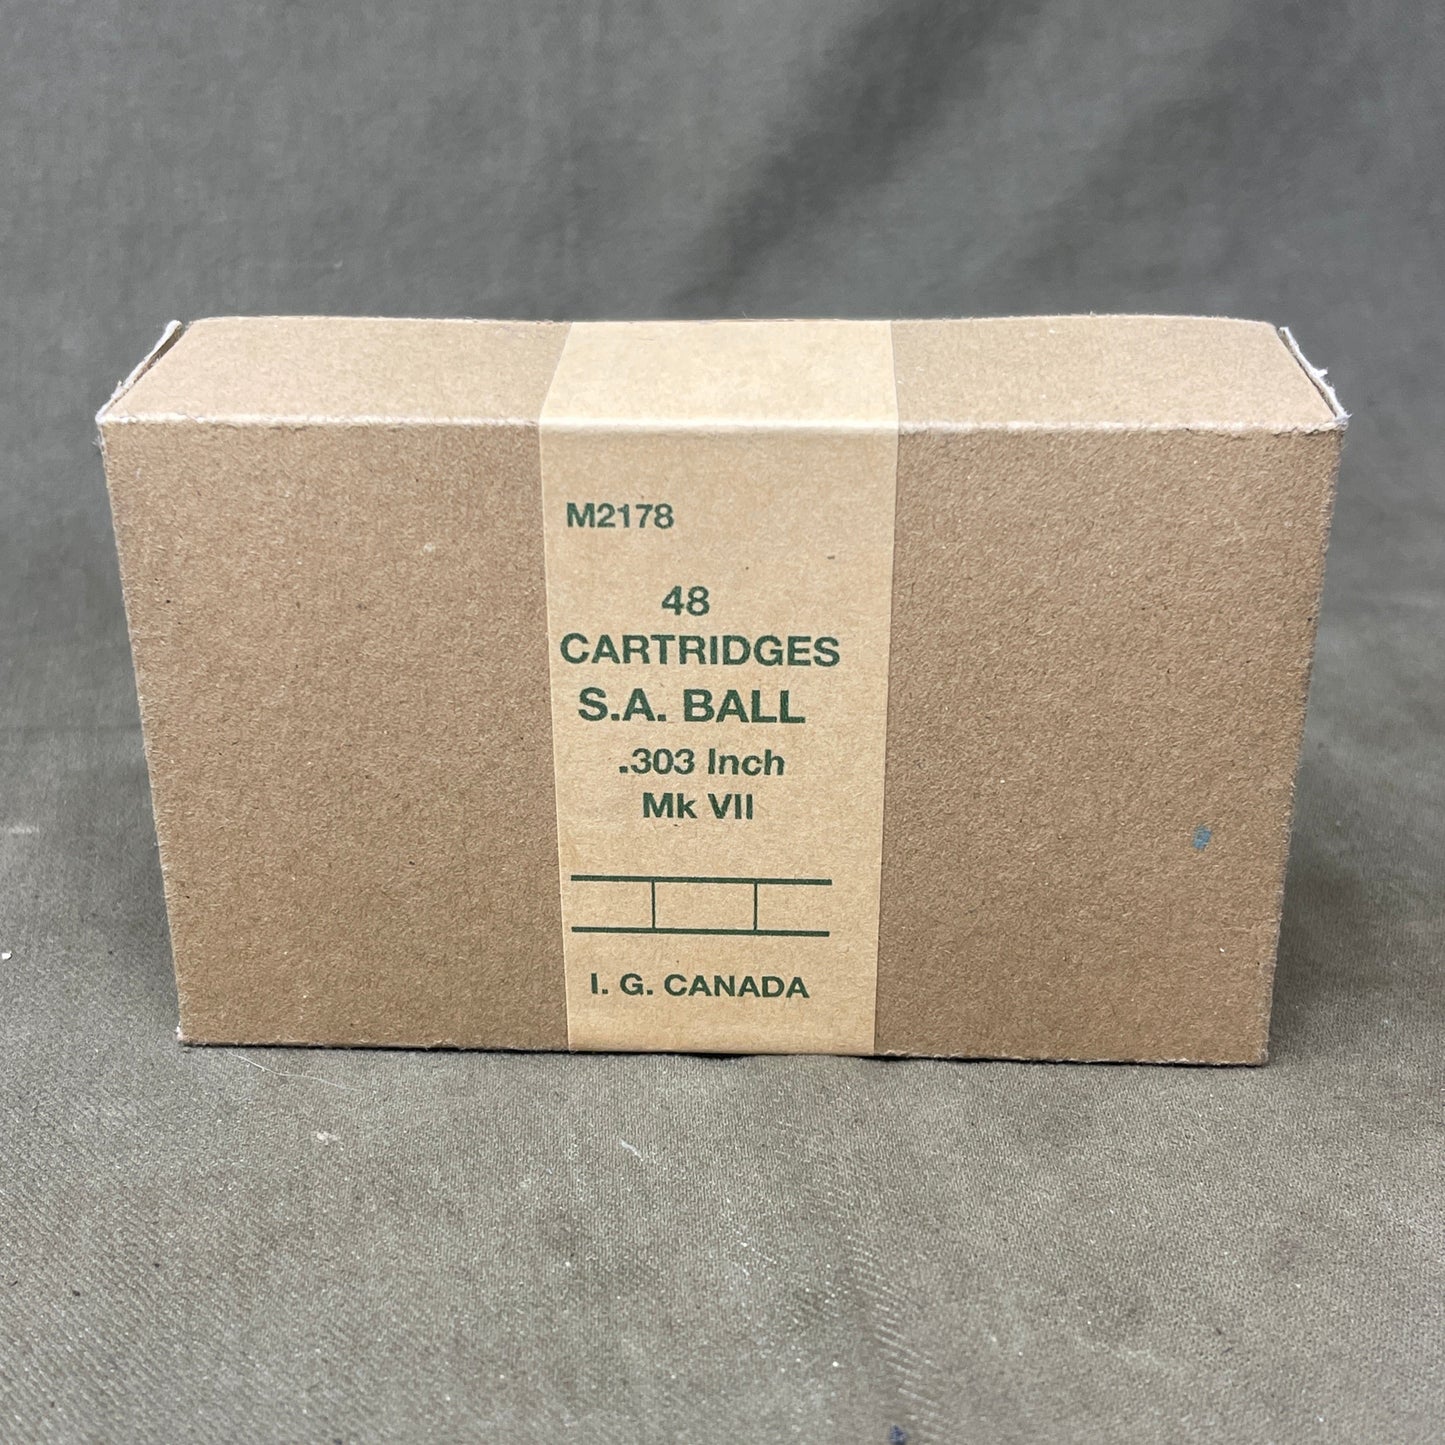 M2178
48
CARTRIDGES
S.A. BALL
.303 Inch
Mk VII
I. G. CANADA